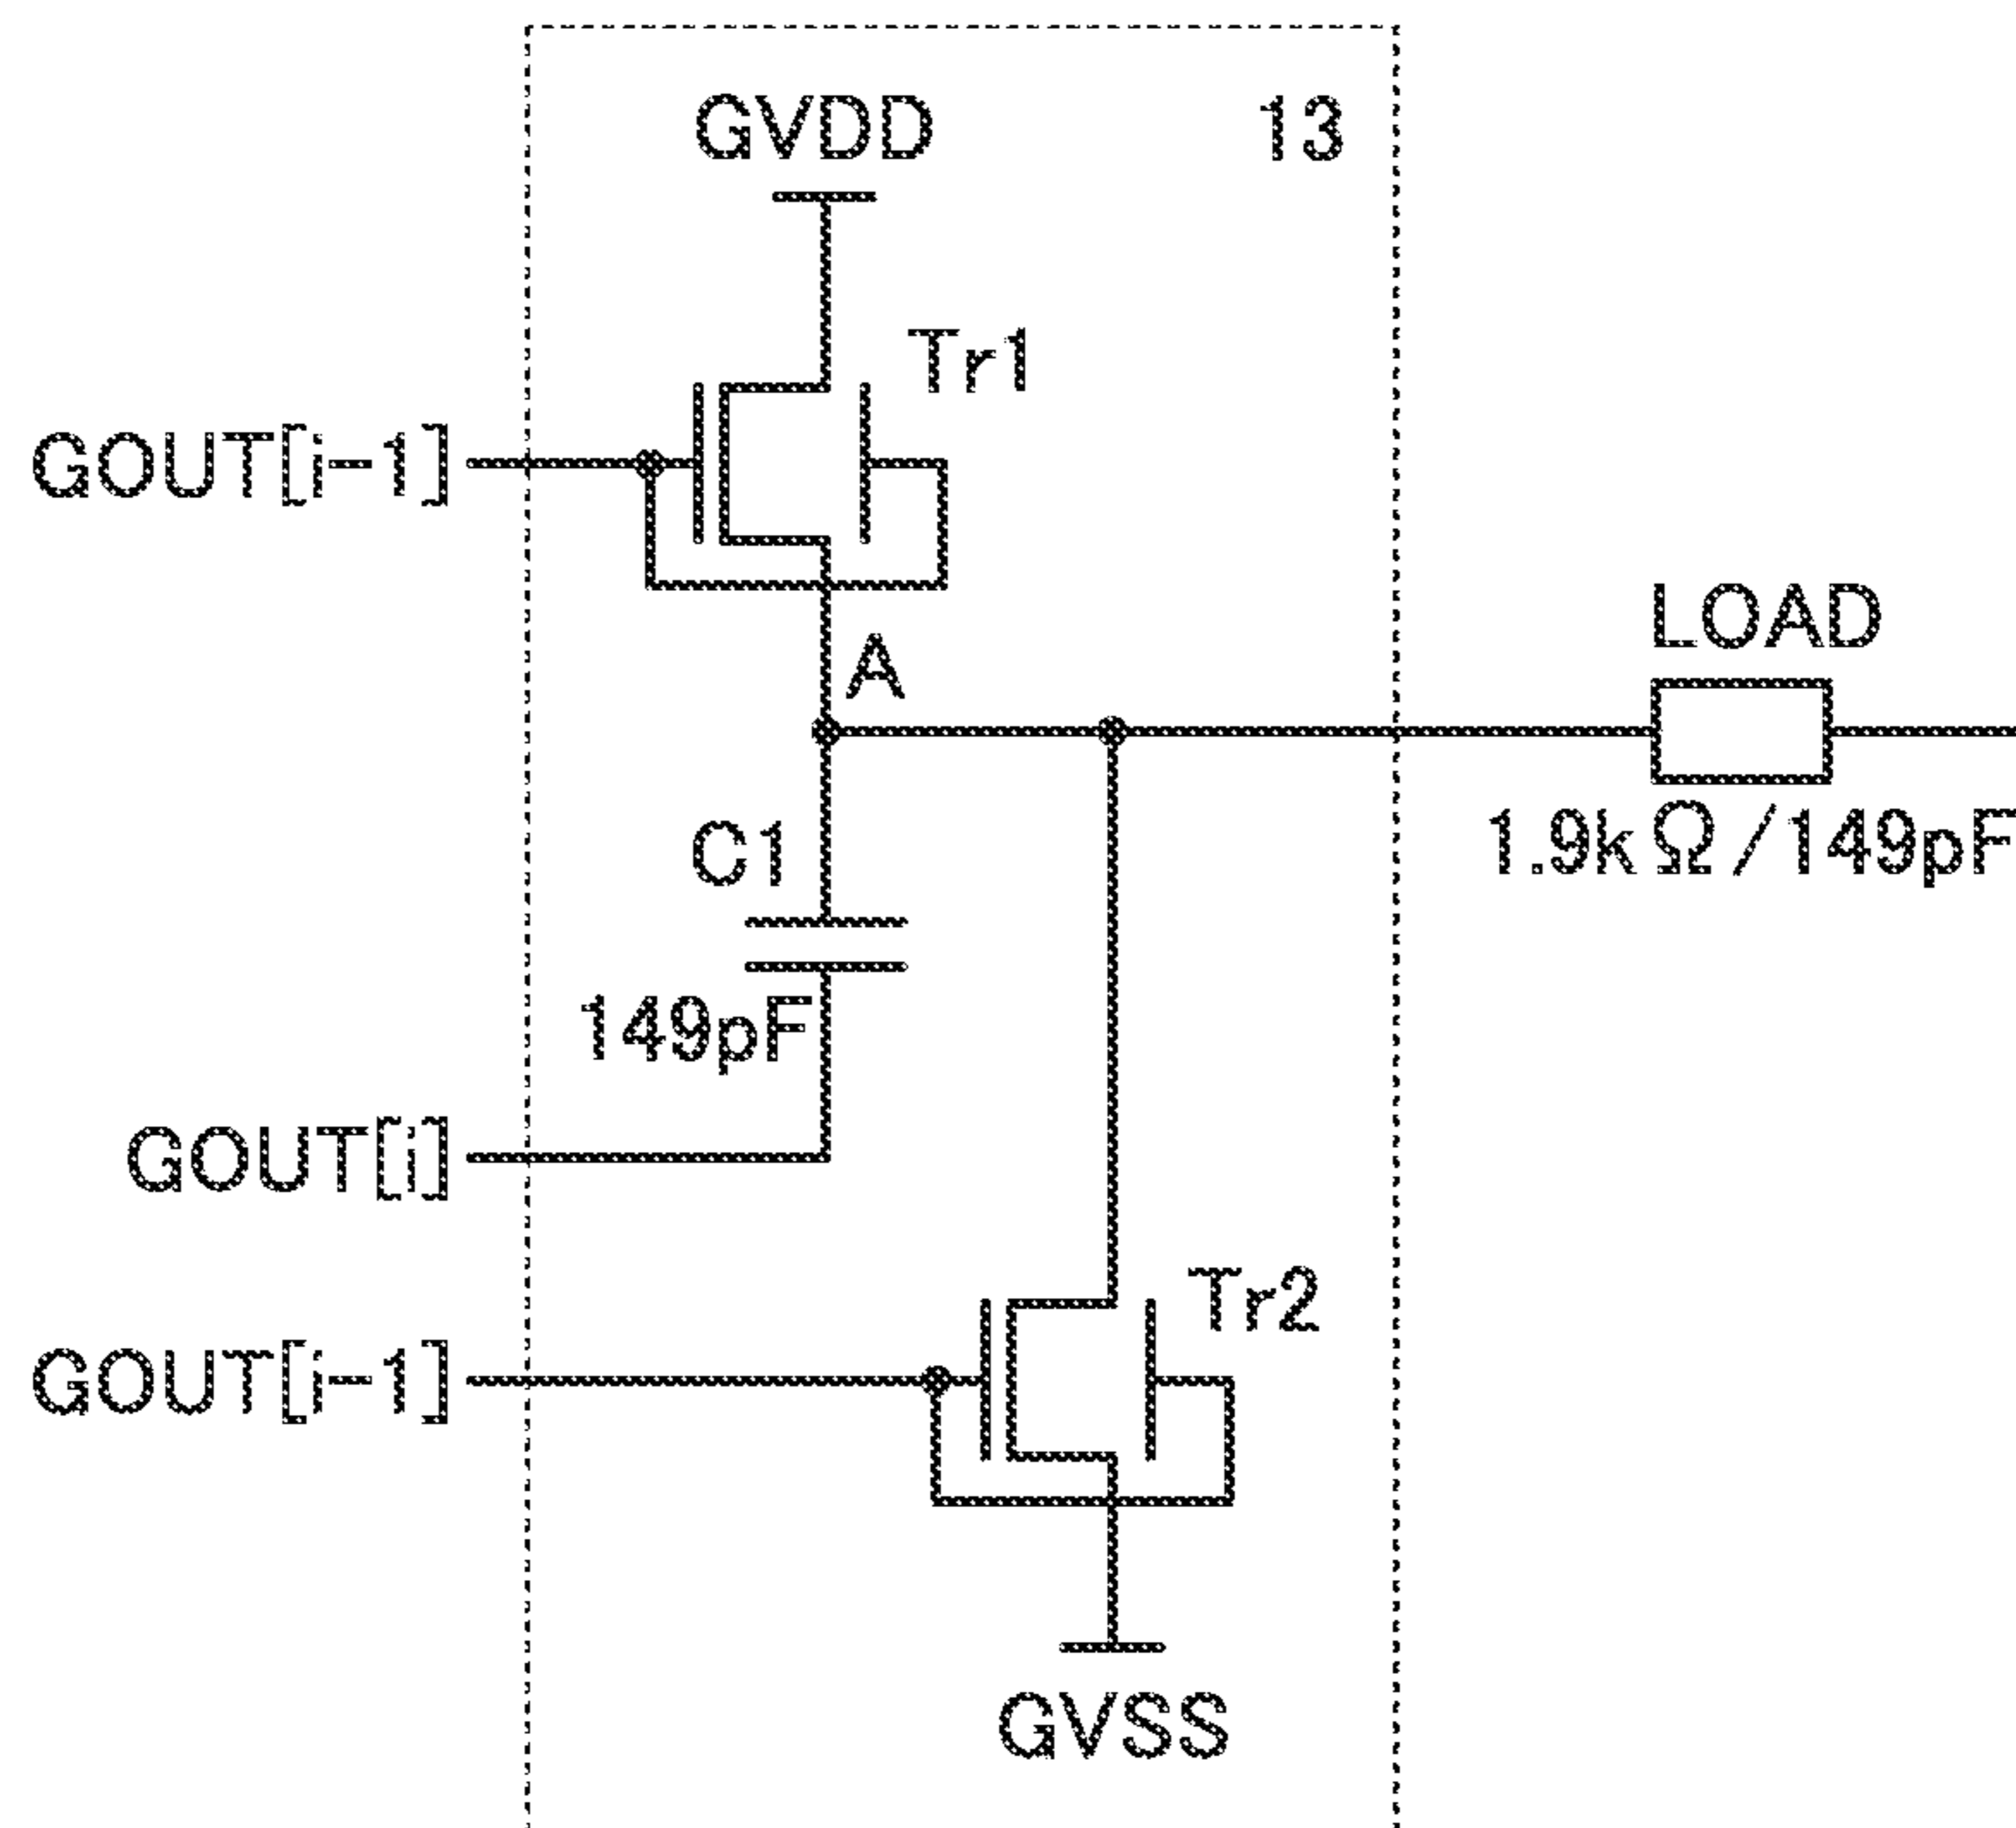 GVDD
13
Tr1
GOUT[i-1]
A
LOAD
1.9kΩ/149pF
C1
149pF
GOUT[i]
Tr2
GOUT[i-1]
GVSS